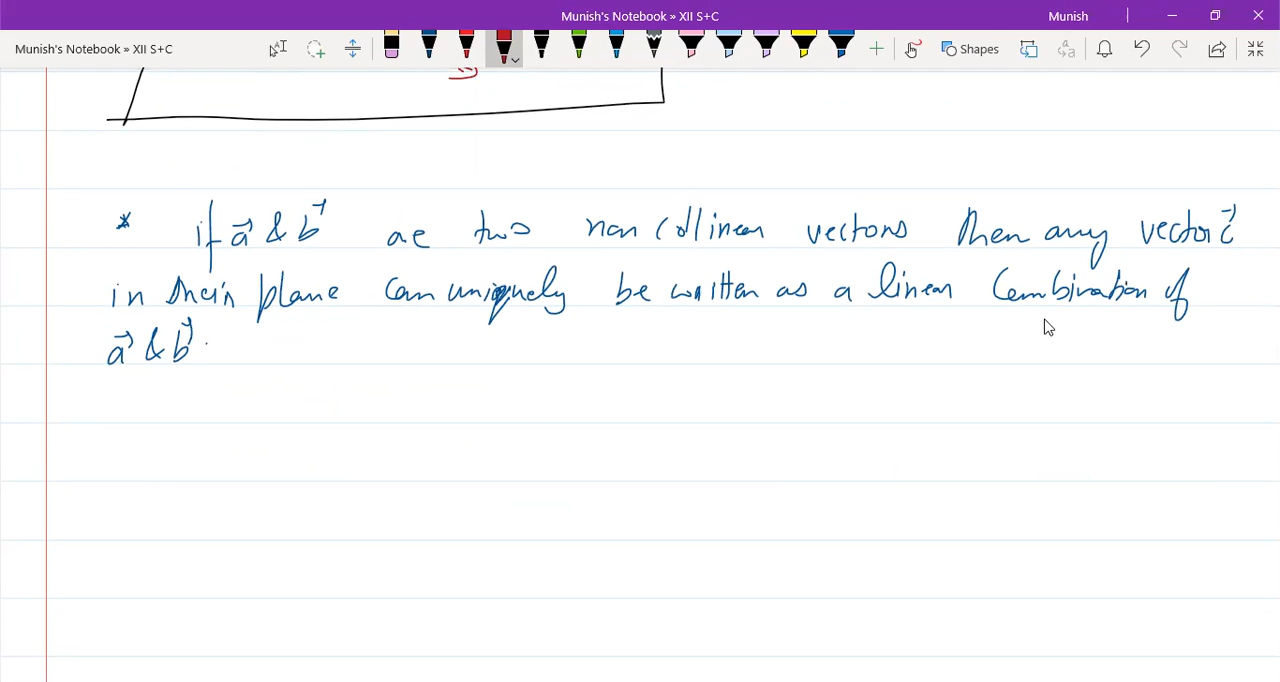 Munish's Notebook » XII S+C
Munish
Munish's Notebook » XII S+C
Shapes
* if a⃗ & b⃗ are two non collinear vectors then any vector c⃗
in their plane can uniquely be written as a linear combination of
a⃗ & b⃗.